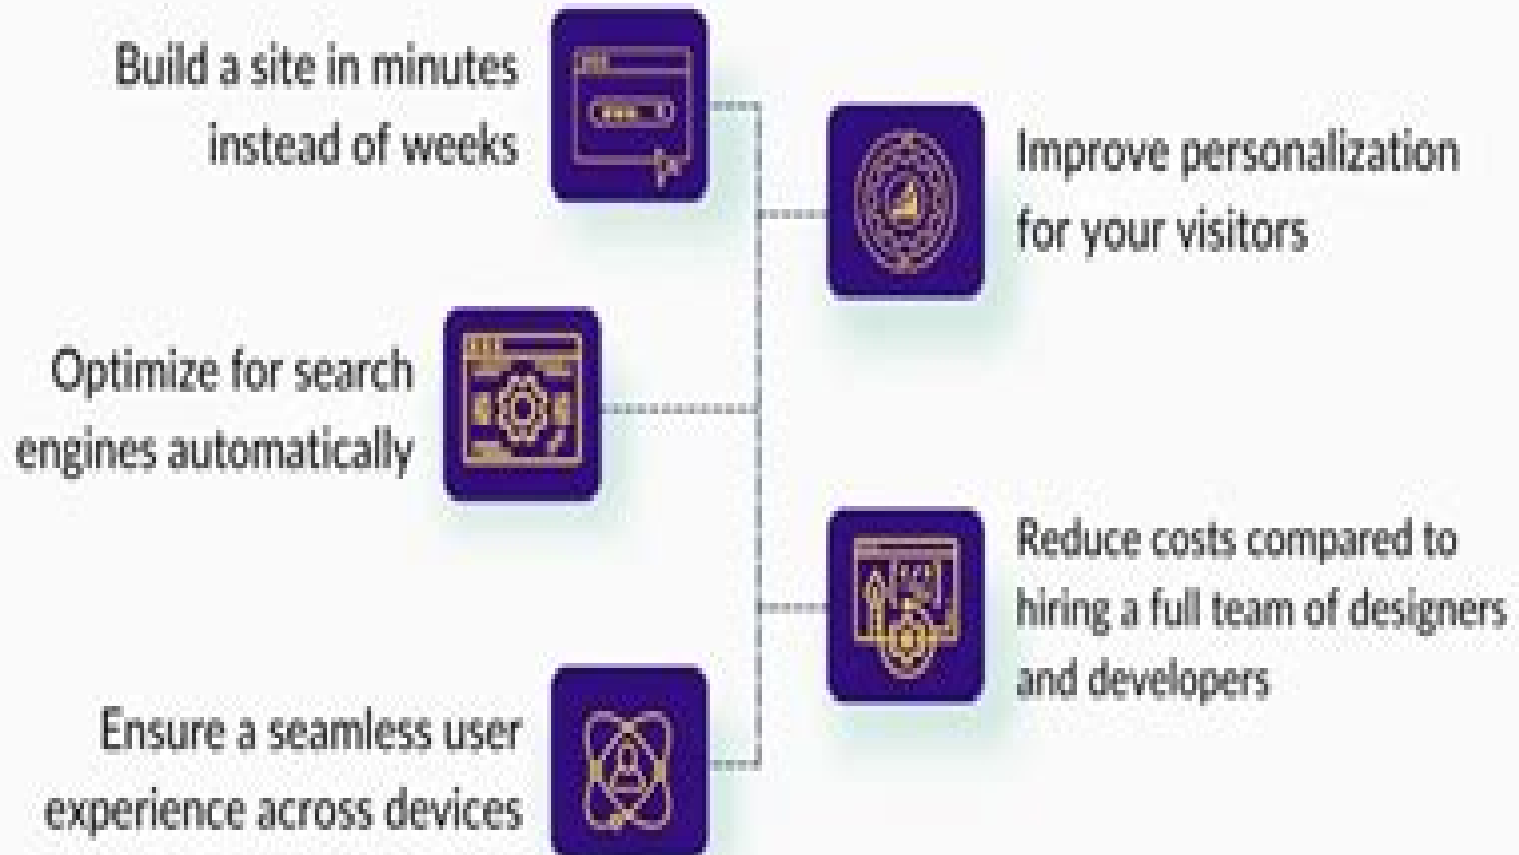 Build a site in minutes
instead of weeks
Improve personalization
for your visitors
Optimize for search
engines automatically
Reduce costs compared to
hiring a full team of designers
and developers
Ensure a seamless user
experience across devices